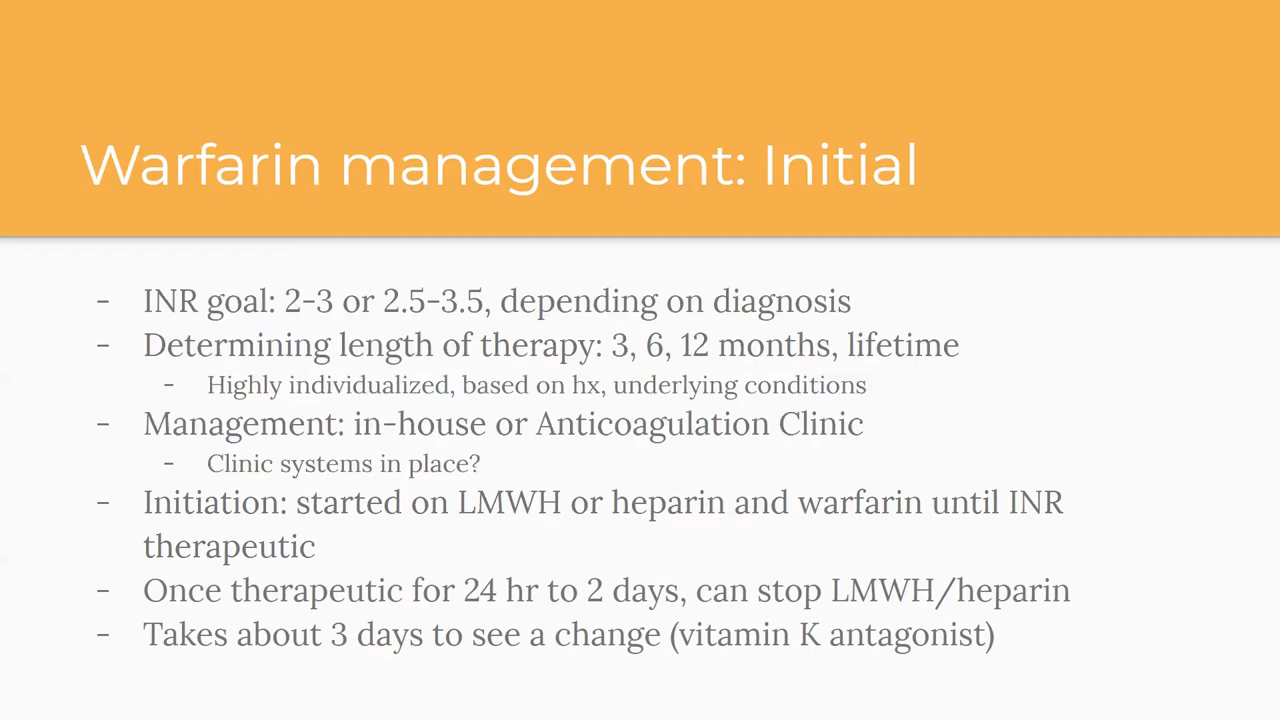 Warfarin management: Initial
- INR goal: 2-3 or 2.5-3.5, depending on diagnosis
- Determining length of therapy: 3, 6, 12 months, lifetime
- Highly individualized, based on hx, underlying conditions
- Management: in-house or Anticoagulation Clinic
- Clinic systems in place?
- Initiation: started on LMWH or heparin and warfarin until INR
therapeutic
- Once therapeutic for 24 hr to 2 days, can stop LMWH/heparin
- Takes about 3 days to see a change (vitamin K antagonist)